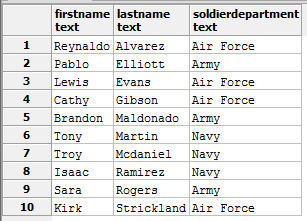 firstname lastname soldierdepartment
text text text
1 Reynaldo Alvarez Air Force
2 Pablo Elliott Army
3 Lewis Evans Air Force
4 Cathy Gibson Air Force
5 Brandon Maldonado Army
6 Tony Martin Navy
7 Troy Mcdaniel Navy
8 Isaac Ramirez Navy
9 Sara Rogers Army
10 Kirk Strickland Air Force